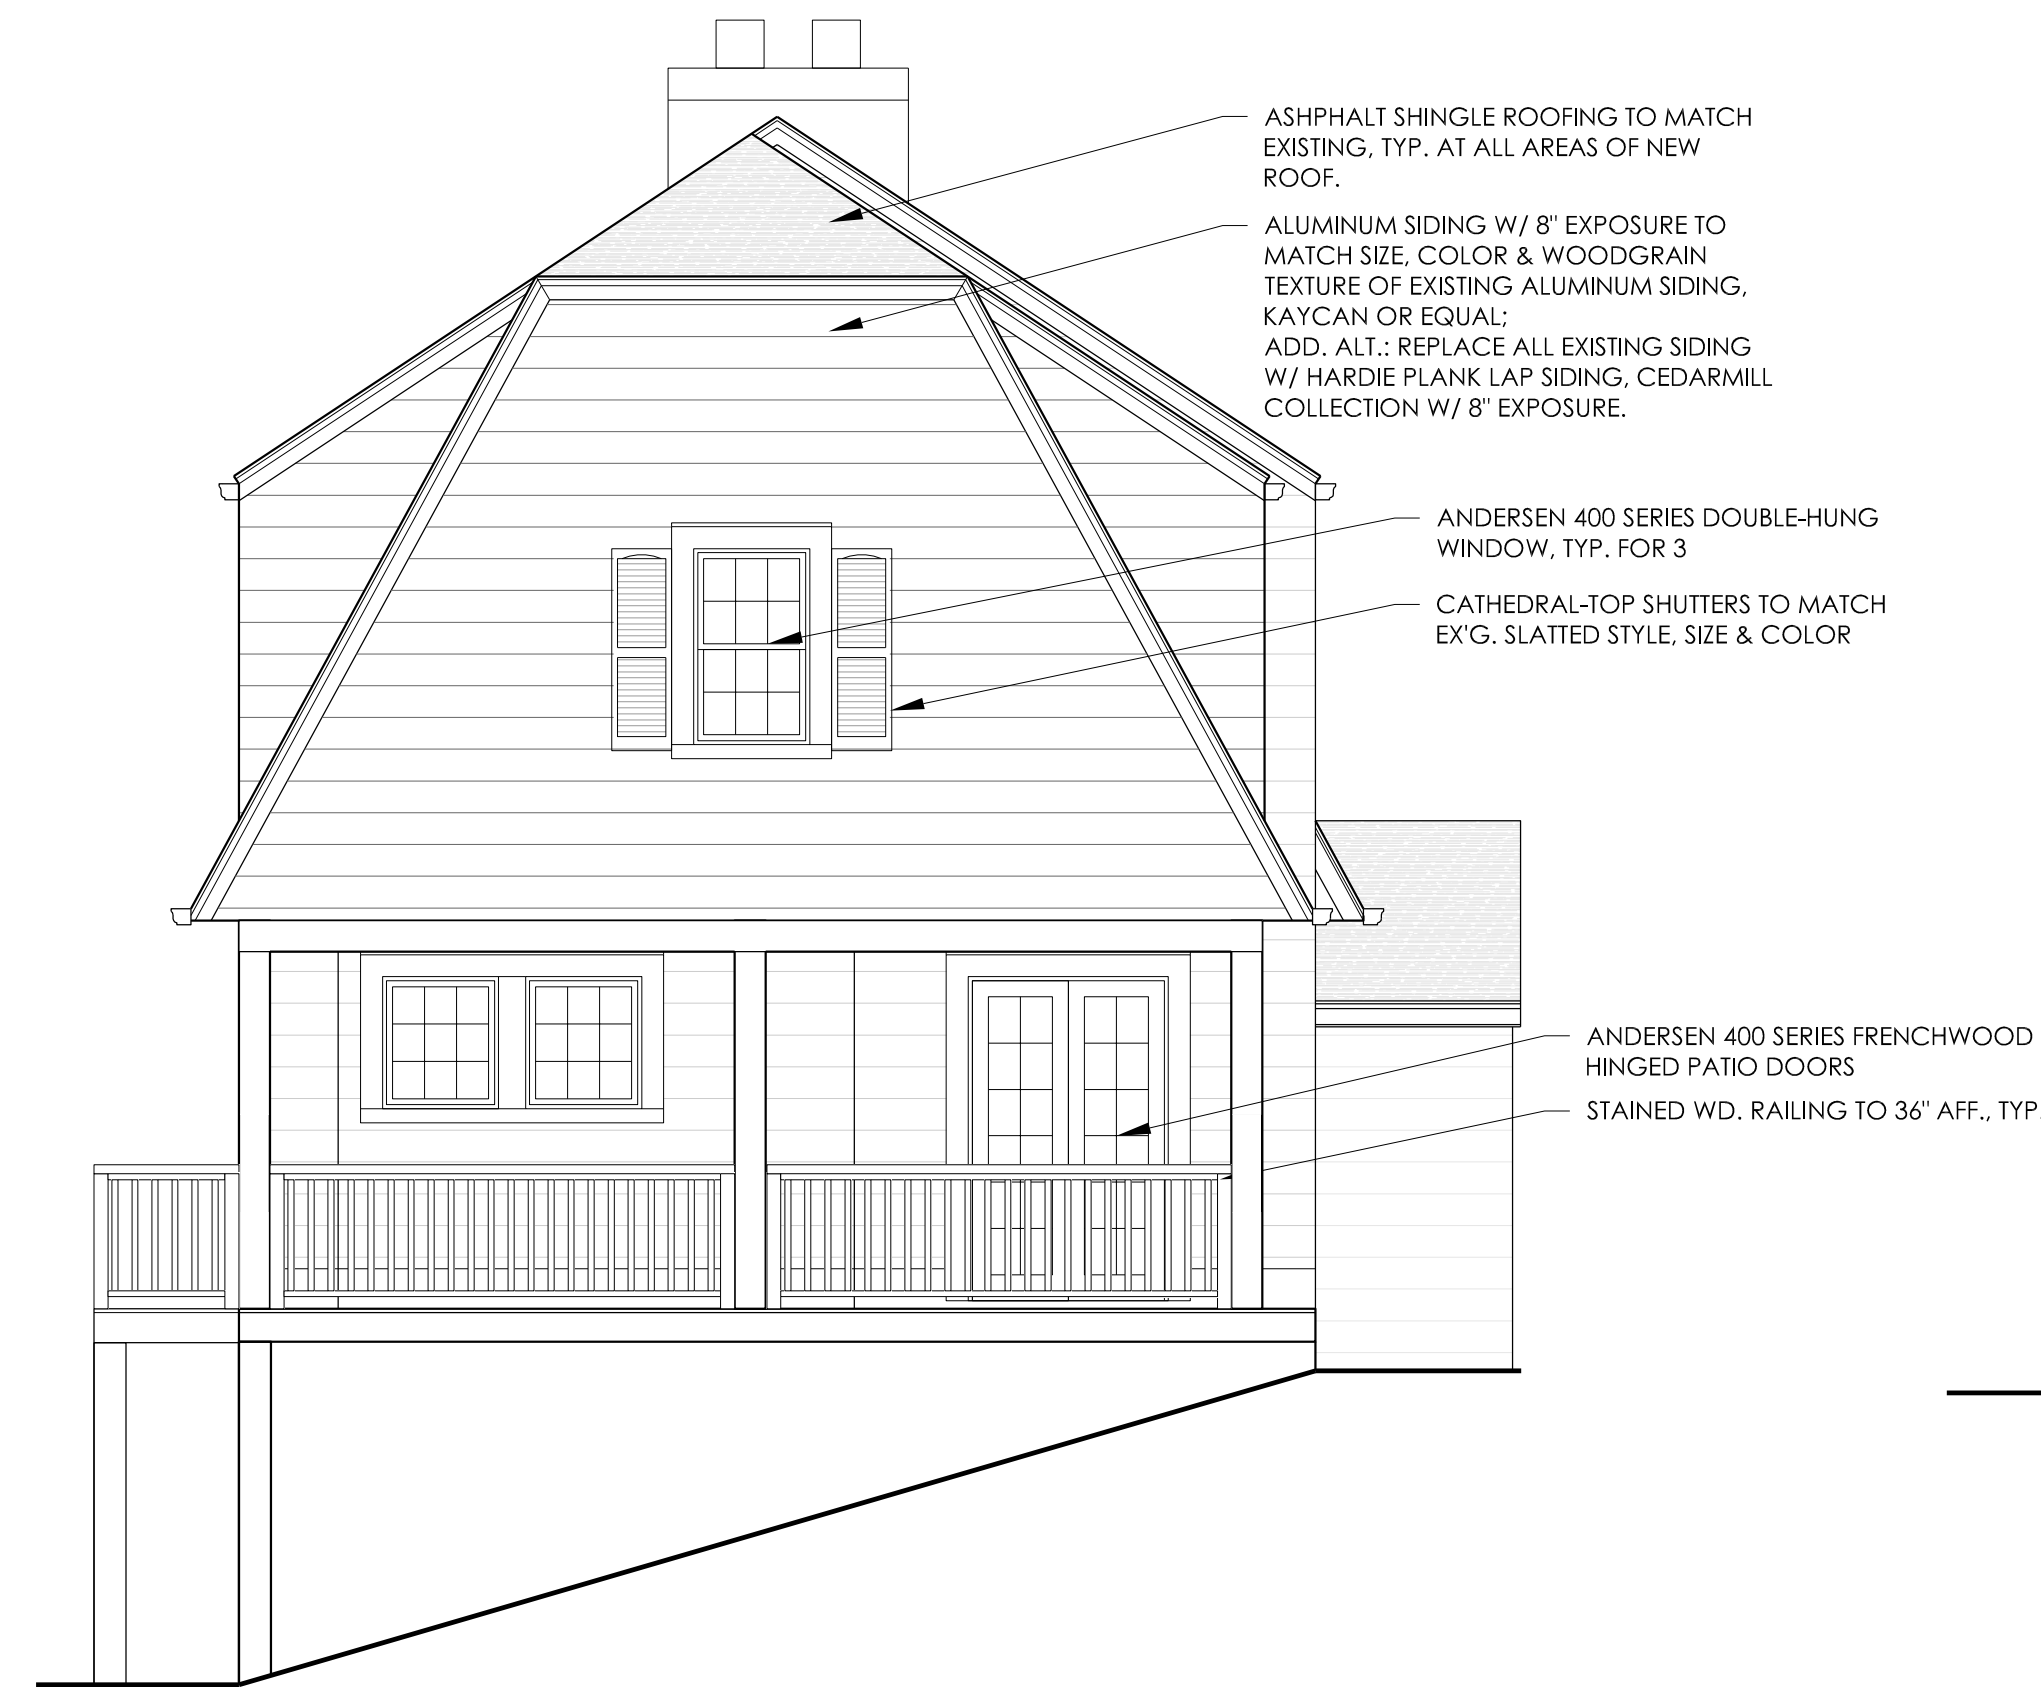 ASHPHALT SHINGLE ROOFING TO MATCH
EXISTING, TYP. AT ALL AREAS OF NEW
ROOF.
ALUMINUM SIDING W/ 8" EXPOSURE TO
MATCH SIZE, COLOR & WOODGRAIN
TEXTURE OF EXISTING ALUMINUM SIDING,
KAYCAN OR EQUAL;
ADD. ALT.: REPLACE ALL EXISTING SIDING
W/ HARDIE PLANK LAP SIDING, CEDARMILL
COLLECTION W/ 8" EXPOSURE.
ANDERSEN 400 SERIES DOUBLE-HUNG
WINDOW, TYP. FOR 3
CATHEDRAL-TOP SHUTTERS TO MATCH
EX'G. SLATTED STYLE, SIZE & COLOR
ANDERSEN 400 SERIES FRENCHWOOD
HINGED PATIO DOORS
STAINED WD. RAILING TO 36" AFF., TYP